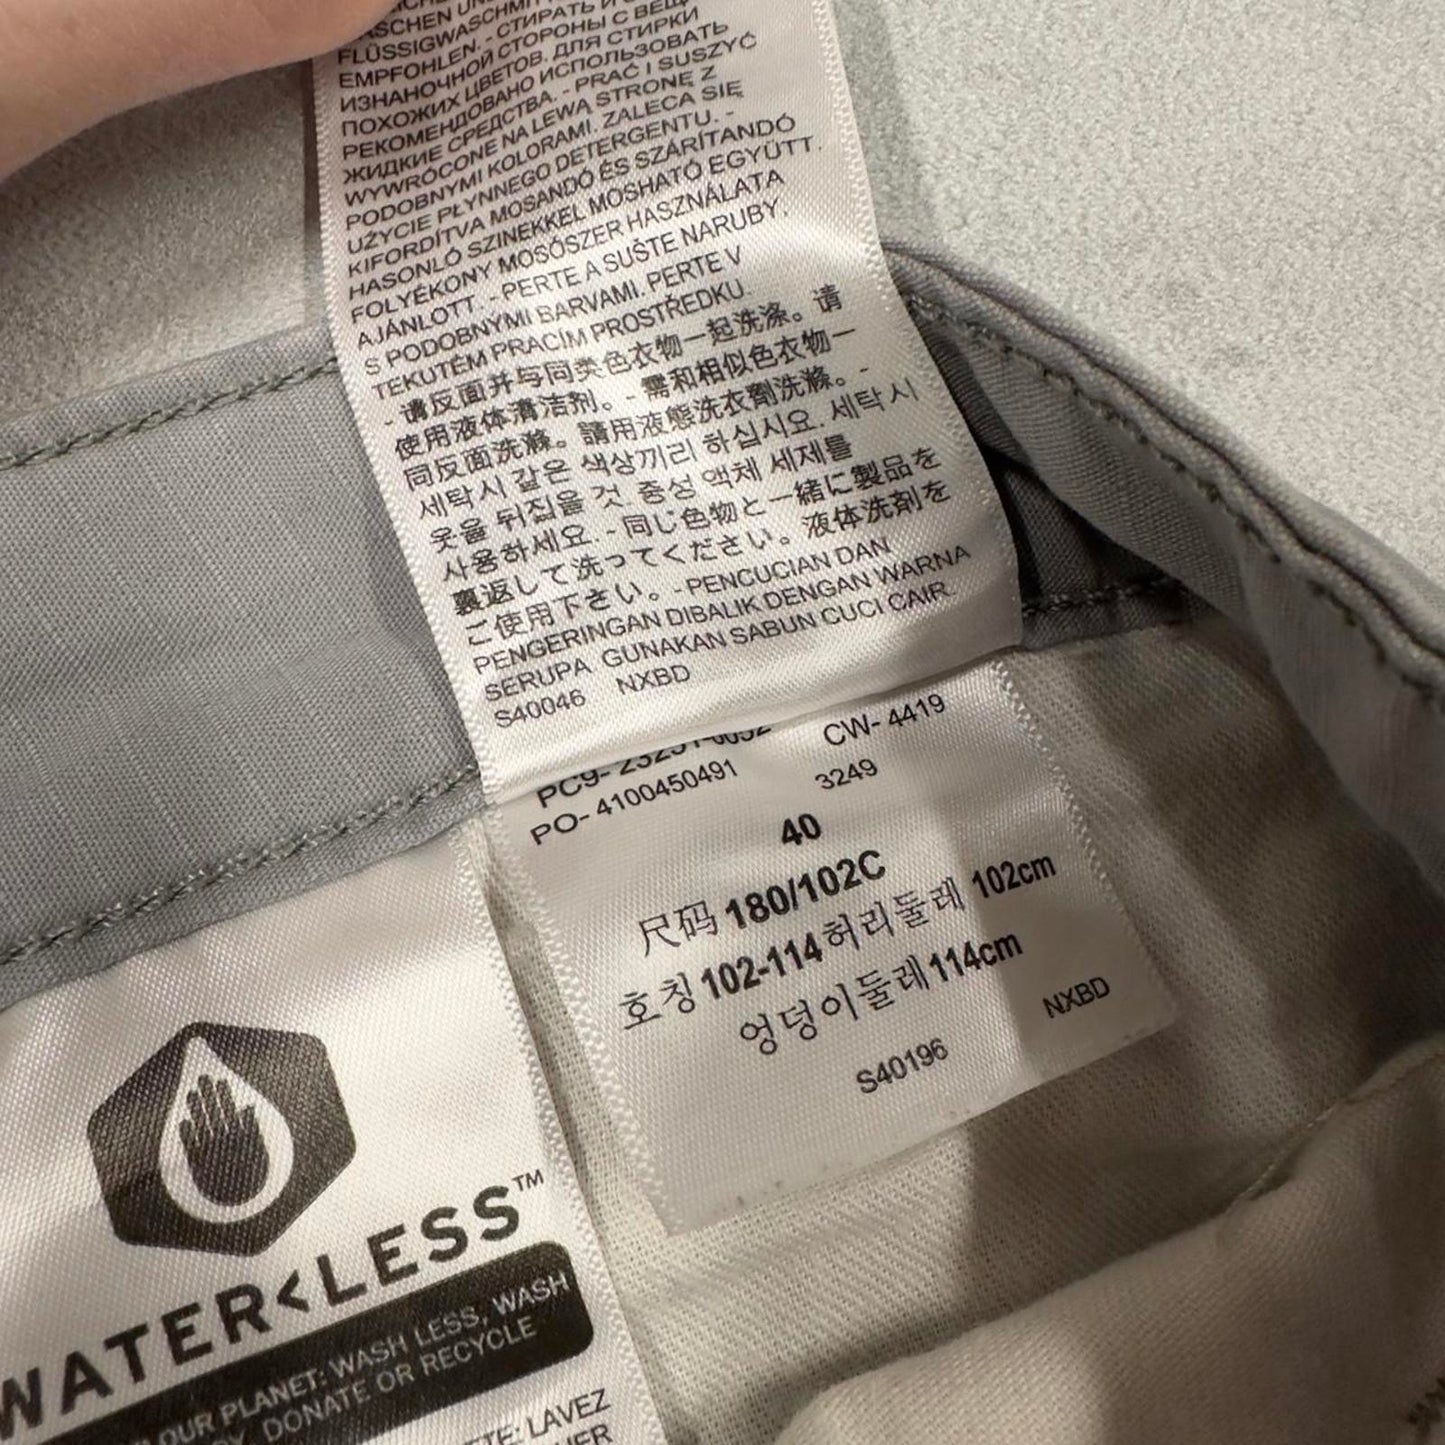 ASCHEN UN
FLÜSSIGWASCHMIT
EMPFOHLEN. - СТИРАТЬ И
ИЗНАНОЧНОЙ СТОРОНЫ С ВЕЩ
ПОХОЖИХ ЦВЕТОВ. ДЛЯ СТИРКИ
РЕКОМЕНДОВАНО ИСПОЛЬЗОВАТЬ
ЖИДКИЕ СРЕДСТВА. - PRAĆ I SUSZYĆ
WYWRÓCONE NA LEWĄ STRONĘ Z
PODOBNYMI KOLORAMI. ZALECA SIĘ
UŻYCIE PŁYNNEGO DETERGENTU. -
KIFORDÍTVA MOSANDÓ ÉS SZÁRÍTANDÓ
HASONLÓ SZINEKKEL MOSHATÓ EGYÜTT.
FOLYÉKONY MOSÓSZER HASZNÁLATA
AJÁNLOTT. - PERTE A SUŠTE NARUBY,
S PODOBNÝMI BARVAMI. PERTE V
TEKUTÉM PRACÍM PROSTŘEDKU.
- 请反面并与同类色衣物一起洗涤。请
使用液体清洁剂。- 需和相似色衣物一
同反面洗滌。請用液態洗衣劑洗滌。-
세탁시 같은 색상끼리 하십시요. 세탁 시
옷을 뒤집을 것. 중성 액체 세제를
사용하세요. - 同じ色物と一緒に製品を
裏返して洗ってください。液体洗剤を
ご使用下さい。- PENCUCIAN DAN
PENGERINGAN DIBALIK DENGAN WARNA
SERUPA GUNAKAN SABUN CUCI CAIR.
S40046 NXBD
PC9- 23251-0032 CW- 4419
PO- 4100450491 3249
40
尺码 180/102C
호칭 102-114 허리둘레 102cm
엉덩이둘레 114cm
NXBD
S40196
WATER<LESS™
OUR PLANET: WASH LESS, WASH
DONATE OR RECYCLE
LAVEZ